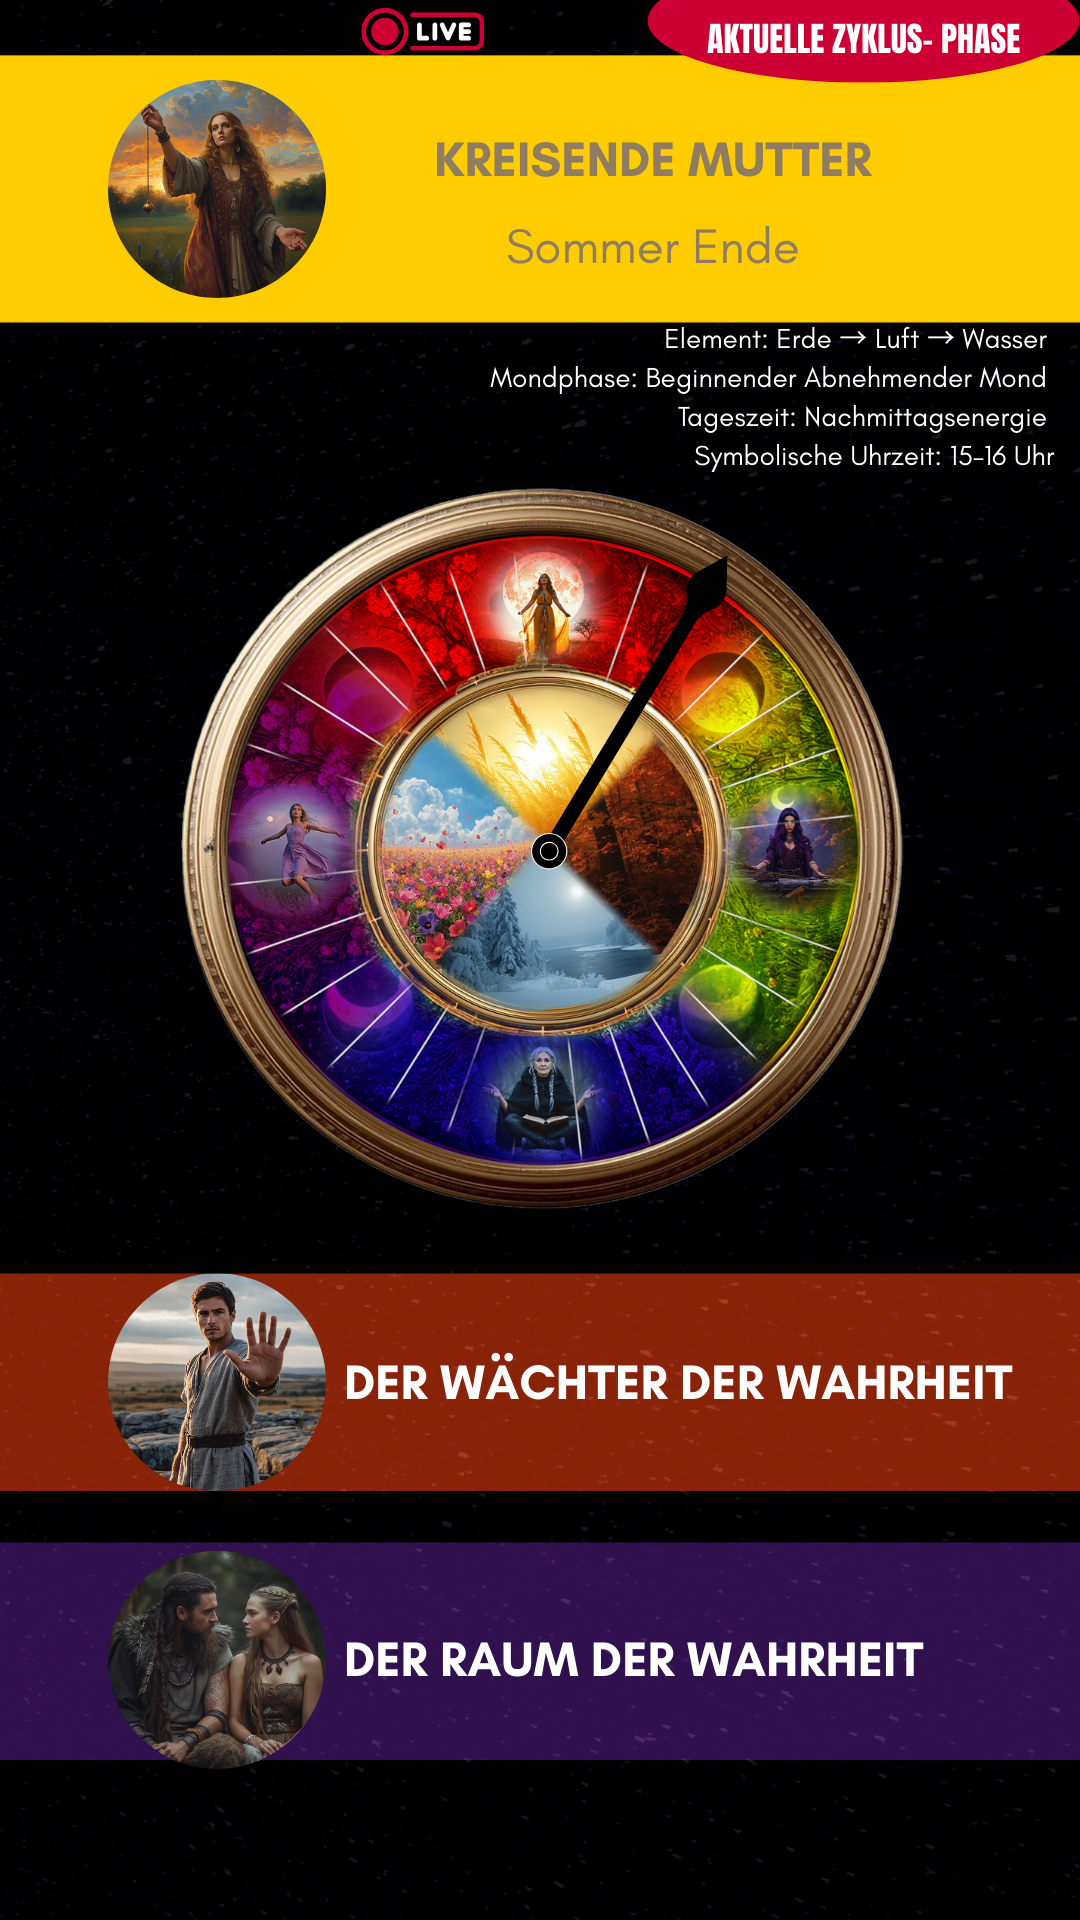 LIVE
AKTUELLE ZYKLUS- PHASE
KREISENDE MUTTER
Sommer Ende
Element: Erde → Luft → Wasser
Mondphase: Beginnender Abnehmender Mond
Tageszeit: Nachmittagsenergie
Symbolische Uhrzeit: 15-16 Uhr
DER WÄCHTER DER WAHRHEIT
DER RAUM DER WAHRHEIT